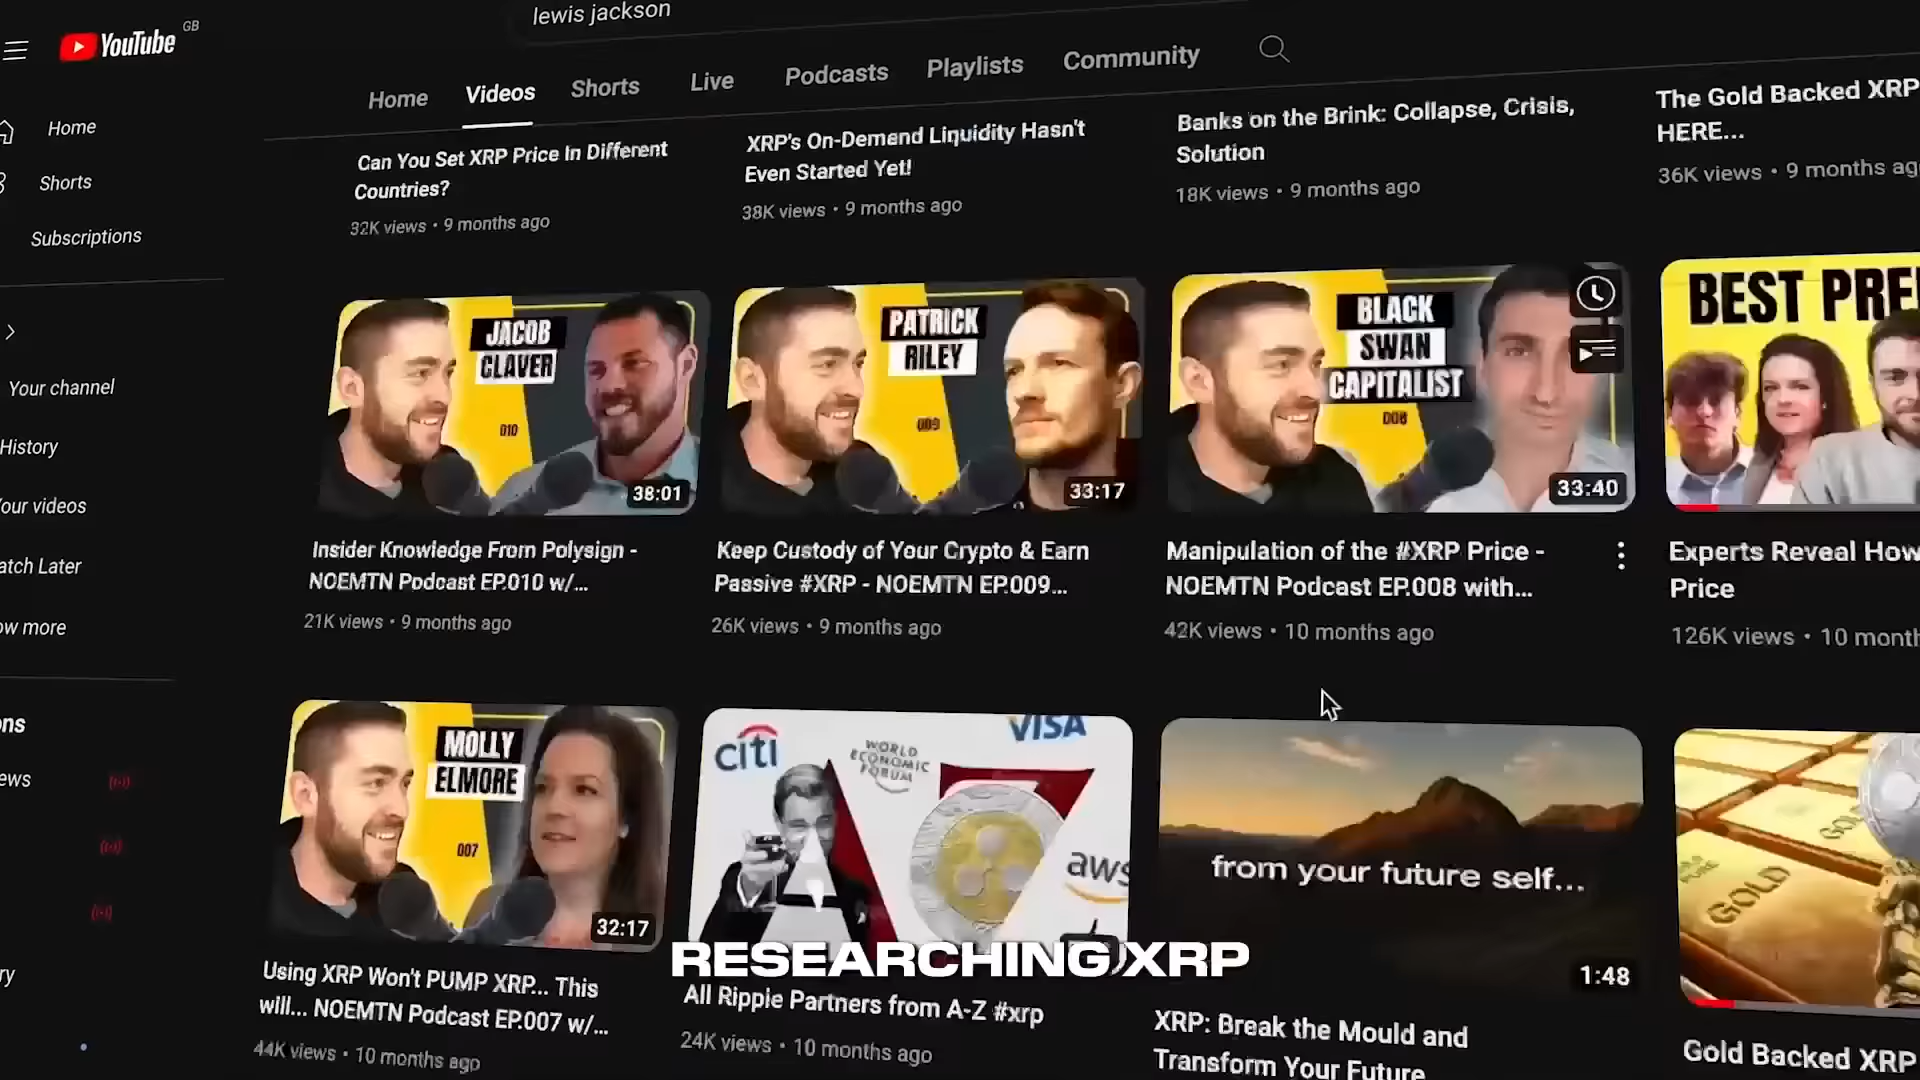 lewis jackson
YouTube GB
Home
Videos
Shorts
Live
Podcasts
Playlists
Community
Home
Shorts
Subscriptions
Your channel
History
Your videos
Watch Later
ow more
ons
ews
ry
Can You Set XRP Price In Different
Countries?
32K views • 9 months ago
XRP's On-Demand Liquidity Hasn't
Even Started Yet!
38K views • 9 months ago
Banks on the Brink: Collapse, Crisis,
Solution
18K views • 9 months ago
The Gold Backed XRP
HERE...
36K views • 9 months ag
JACOB
CLAVER
010
38:01
Insider Knowledge From Polysign -
NOEMTN Podcast EP.010 w/...
21K views • 9 months ago
PATRICK
RILEY
009
33:17
Keep Custody of Your Crypto & Earn
Passive #XRP - NOEMTN EP.009...
26K views • 9 months ago
BLACK
SWAN
CAPITALIST
008
33:40
Manipulation of the #XRP Price -
NOEMTN Podcast EP.008 with...
42K views • 10 months ago
BEST PRE
Experts Reveal How
Price
126K views • 10 month
MOLLY
ELMORE
007
32:17
Using XRP Won't PUMP XRP... This
will... NOEMTN Podcast EP.007 w/...
44K views • 10 months ago
citi
WORLD
ECONOMIC
FORUM
VISA
A Z
aws
All Ripple Partners from A-Z #xrp
24K views • 10 months ago
from your future self...
1:48
XRP: Break the Mould and
Transform Your Future
GOLD
Gold Backed XRP
RESEARCHING XRP